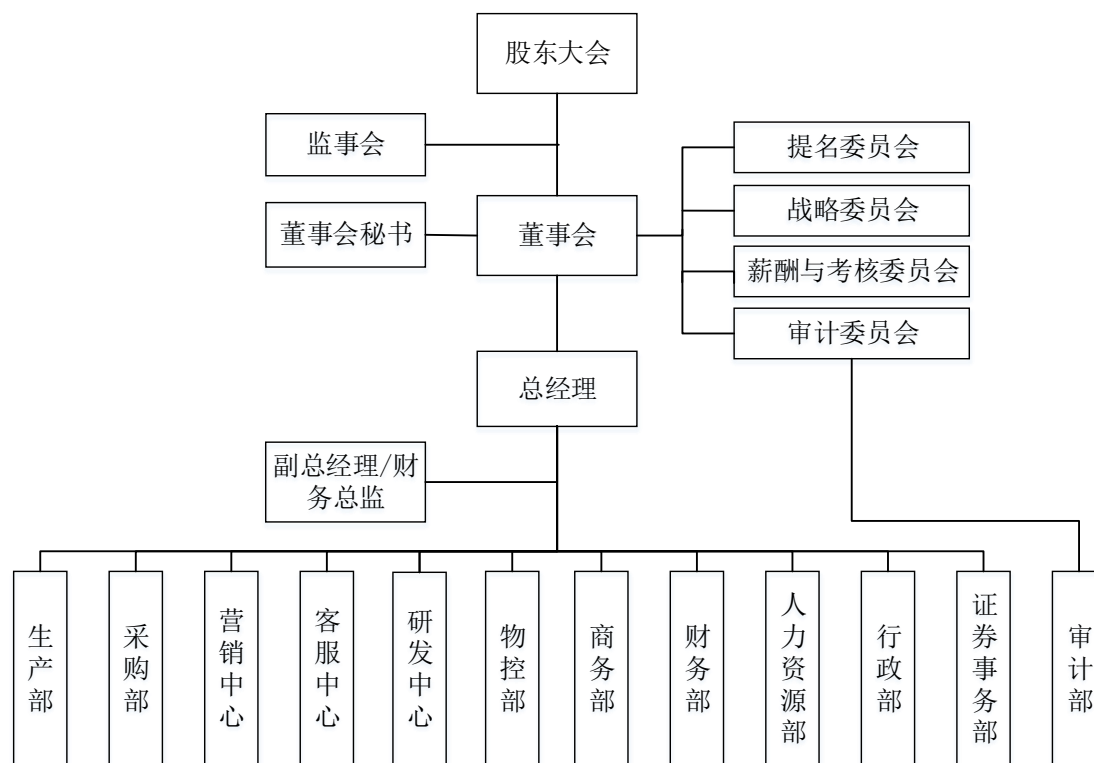 股东大会
监事会
提名委员会
董事会秘书
董事会
战略委员会
薪酬与考核委员会
审计委员会
总经理
副总经理/财
务总监
生产部
采购部
营销中心
客服中心
研发中心
物控部
商务部
财务部
人力资源部
行政部
证券事务部
审计部